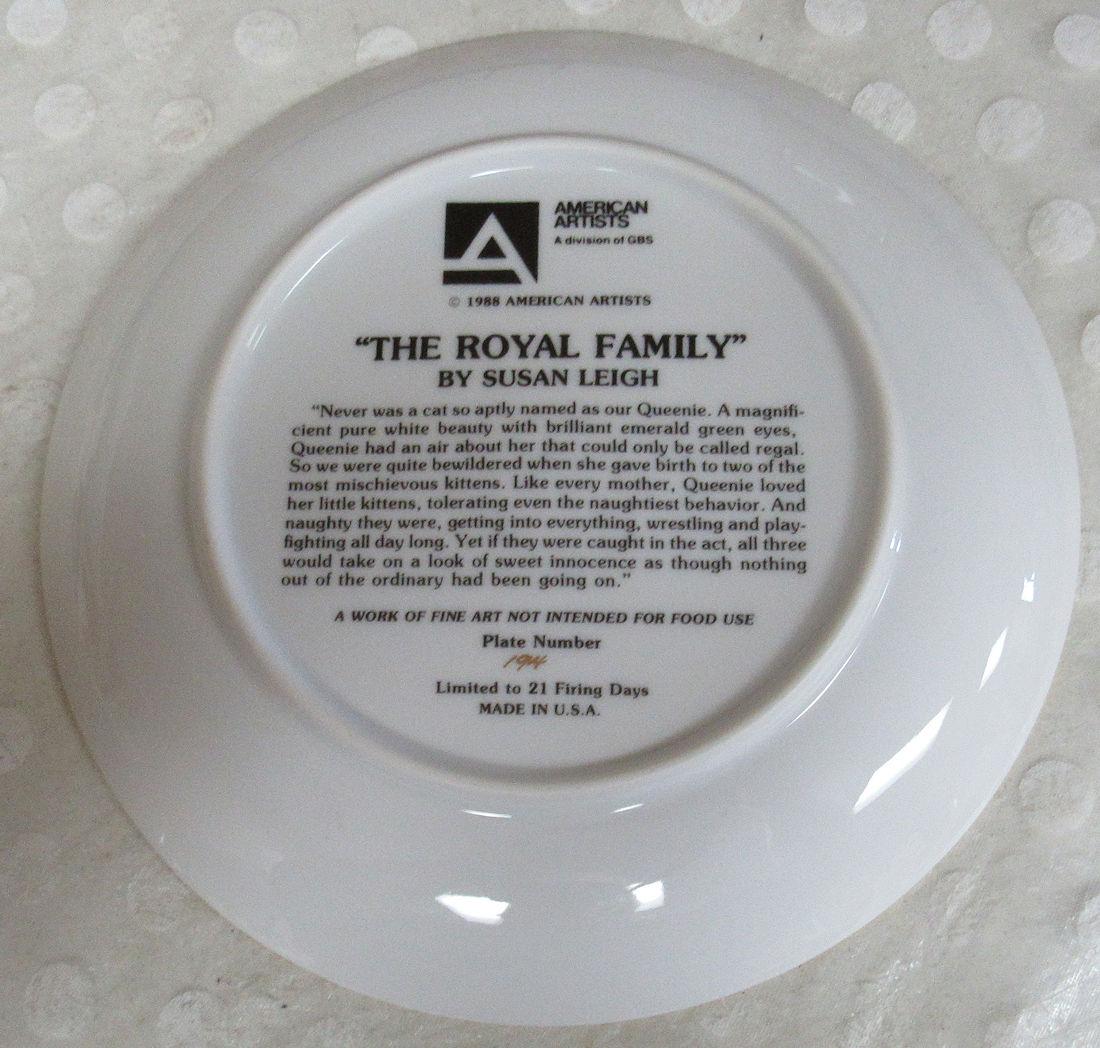 AMERICAN
ARTISTS
A division of GBS
© 1988 AMERICAN ARTISTS
“THE ROYAL FAMILY”
BY SUSAN LEIGH
“Never was a cat so aptly named as our Queenie. A magnifi-
cient pure white beauty with brilliant emerald green eyes,
Queenie had an air about her that could only be called regal.
So we were quite bewildered when she gave birth to two of the
most mischievous kittens. Like every mother, Queenie loved
her little kittens, tolerating even the naughtiest behavior. And
naughty they were, getting into everything, wrestling and play-
fighting all day long. Yet if they were caught in the act, all three
would take on a look of sweet innocence as though nothing
out of the ordinary had been going on.”
A WORK OF FINE ART NOT INTENDED FOR FOOD USE
Plate Number
Limited to 21 Firing Days
MADE IN U.S.A.